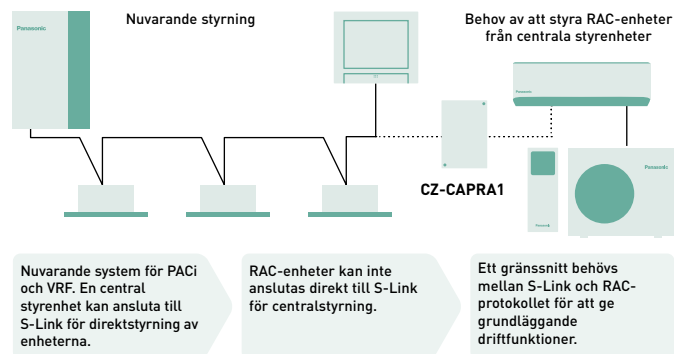 Nuvarande styrning
Behov av att styra RAC-enheter
från centrala styrenheter
Panasonic
Panasonic
Panasonic
Panasonic
CZ-CAPRA1
Nuvarande system för PACi
och VRF. En central
styrenhet kan ansluta till
S-Link för direktstyrning av
enheterna.
RAC-enheter kan inte
anslutas direkt till S-Link
för centralstyrning.
Ett gränssnitt behövs
mellan S-Link och RAC-
protokollet för att ge
grundläggande
driftfunktioner.